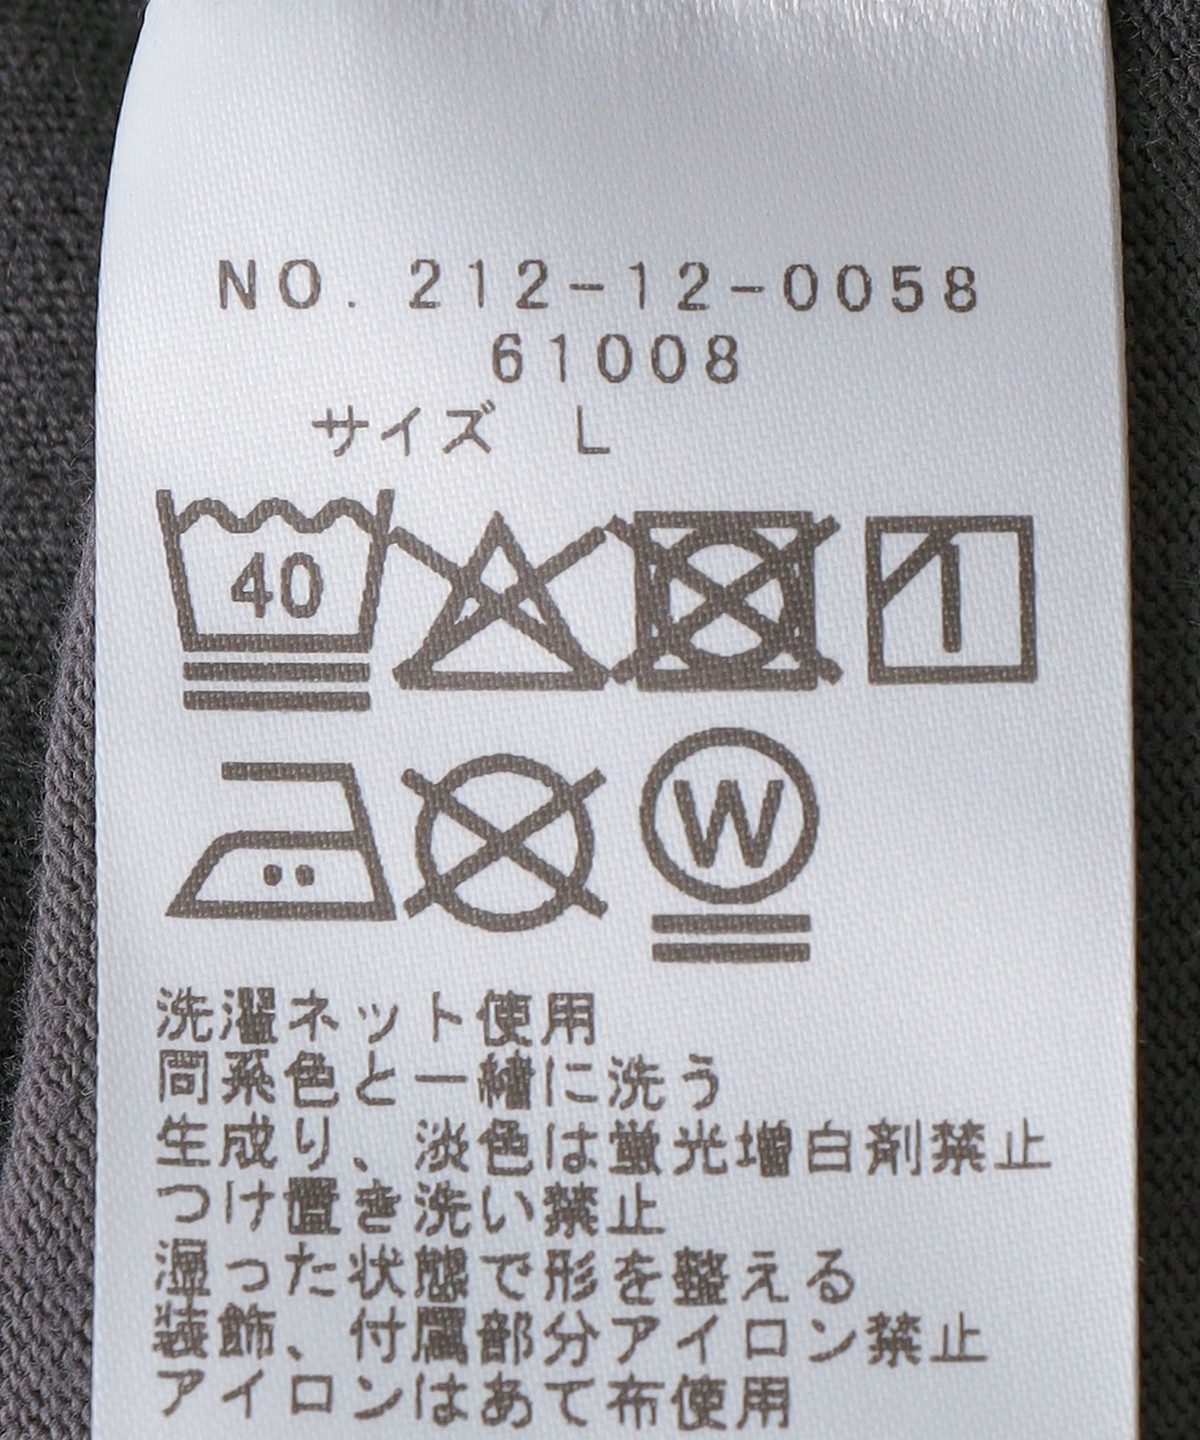 NO. 212-12-0058
61008
サイズ L
40
W
洗濯ネット使用
同系色と一緒に洗う
生成り、淡色は蛍光増白剤禁止
つけ置き洗い禁止
湿った状態で形を整える
装飾、付属部分アイロン禁止
アイロンはあて布使用